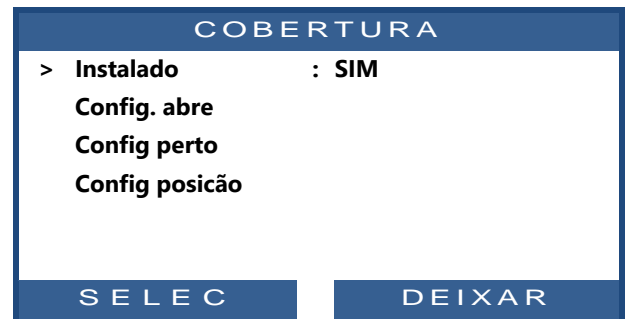 COBERTURA
> Instalado : SIM
Config. abre
Config perto
Config posicão
SELEC DEIXAR